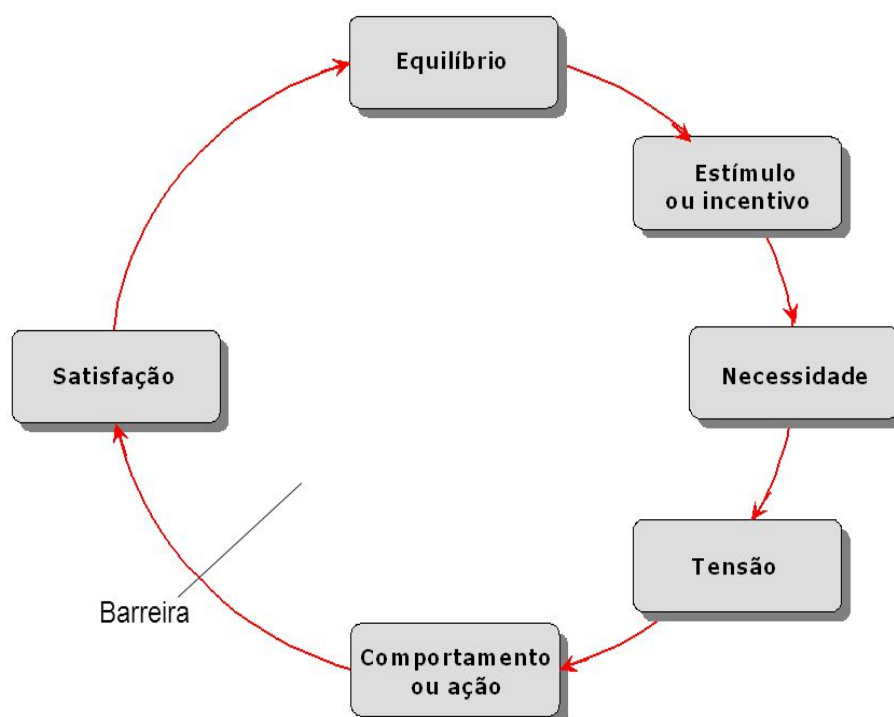 Equilíbrio
Estímulo
ou incentivo
Necessidade
Tensão
Comportamento
ou ação
Barreira
Satisfação